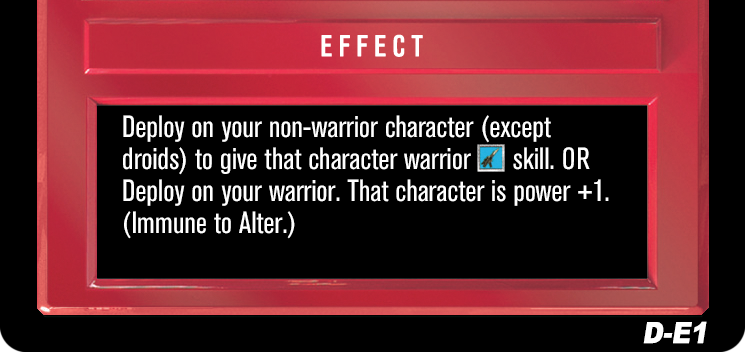 EFFECT
Deploy on your non-warrior character (except
droids) to give that character warrior skill. OR
Deploy on your warrior. That character is power +1.
(Immune to Alter.)
D-E1